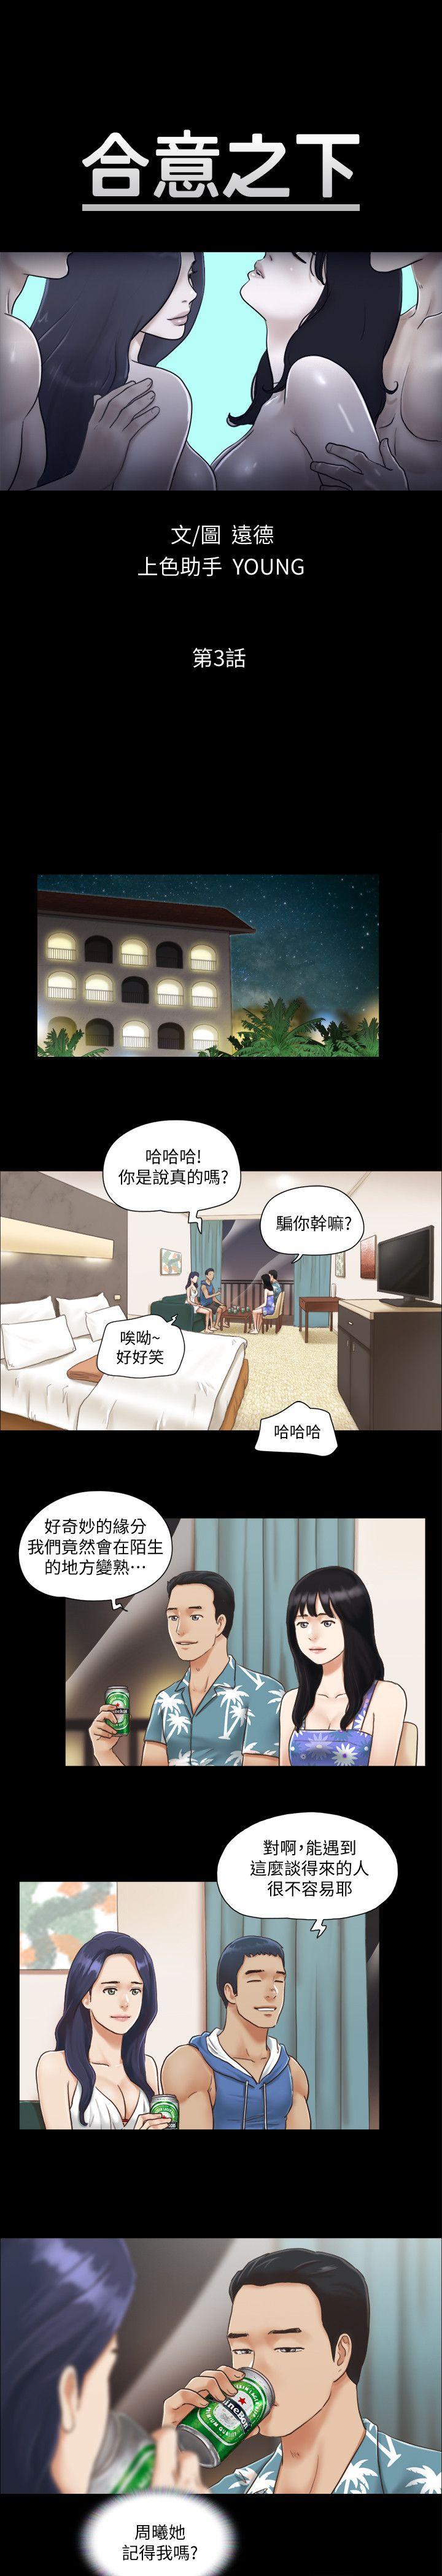 合意之下
文/圖 遠德
上色助手 YOUNG
第3話
哈哈哈!
你是說真的嗎?
騙你幹嘛?
唉呦~
好好笑
哈哈哈
好奇妙的緣分
我們竟然會在陌生
的地方變熟…
對啊,能遇到
這麼談得來的人
很不容易耶
周曦她
記得我嗎?